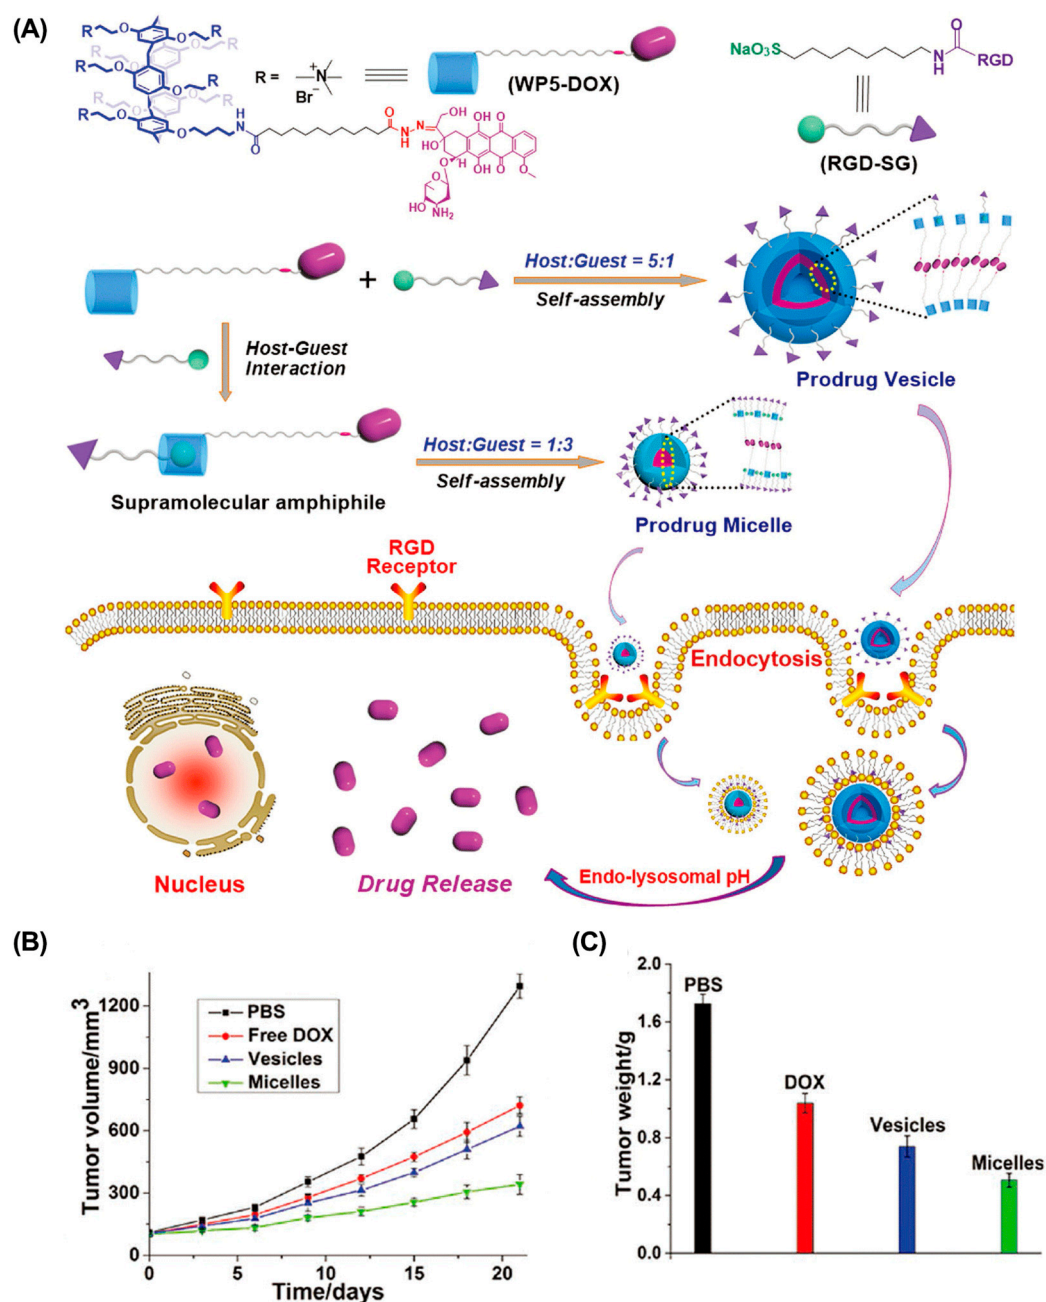 (A)
R
O
O
R
R
O
O
R
R
O
O
R
R
O
O
R
R
O
O
H
N
O
R = N+
Br−
(WP5-DOX)
NaO3S
O
N
H
RGD
(RGD-SG)
O
H
N
N
OH
HO
O
OH
O
OH
O
O
H
O
HO
NH2
Host:Guest = 5:1
+
Self-assembly
Host-Guest
Interaction
Prodrug Vesicle
Host:Guest = 1:3
Self-assembly
Supramolecular amphiphile
Prodrug Micelle
RGD
Receptor
Endocytosis
Nucleus
Drug Release
Endo-lysosomal pH
(B)
Tumor volume/mm3
1200
900
600
300
0
PBS
Free DOX
Vesicles
Micelles
0
5
10
15
20
Time/days
(C)
Tumor weight/g
2.0
1.6
1.2
0.8
0.4
0.0
PBS
DOX
Vesicles
Micelles